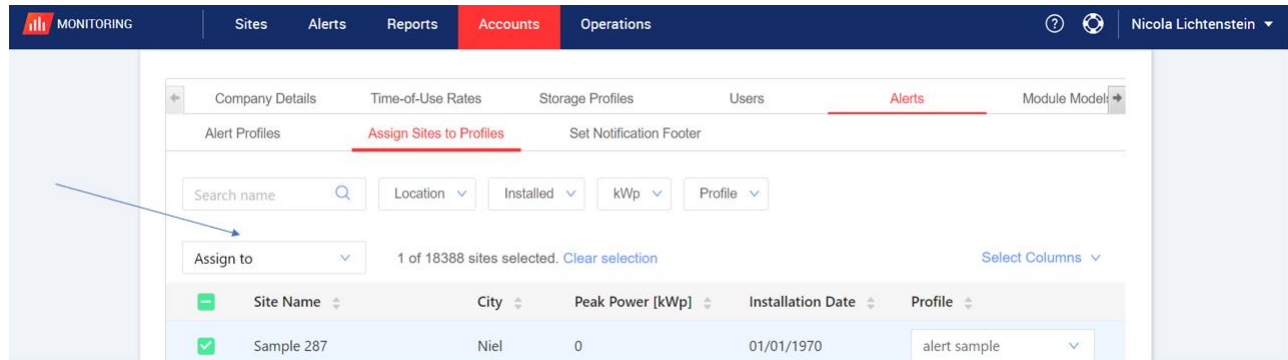 MONITORING Sites Alerts Reports Accounts Operations Nicola Lichtenstein
Company Details Time-of-Use Rates Storage Profiles Users Alerts Module Models
Alert Profiles Assign Sites to Profiles Set Notification Footer
Search name Location Installed kWp Profile
Assign to 1 of 18388 sites selected. Clear selection Select Columns
Site Name City Peak Power [kWp] Installation Date Profile
Sample 287 Niel 0 01/01/1970 alert sample